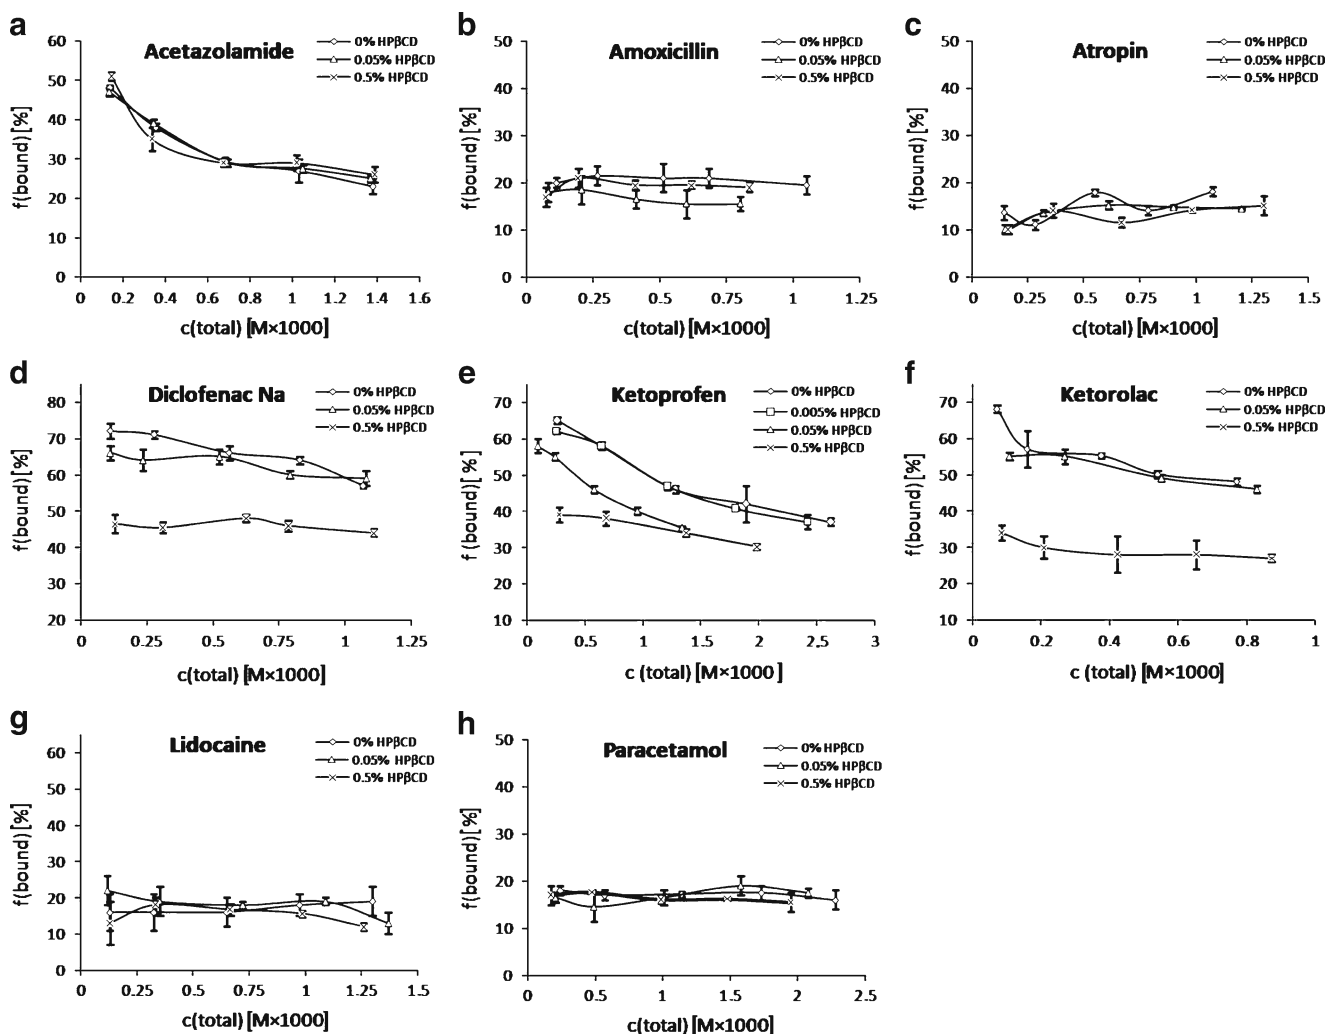 a
Acetazolamide
0% HPβCD
0.05% HPβCD
0.5% HPβCD
f(bound) [%]
60
50
40
30
20
10
0
0 0.2 0.4 0.6 0.8 1 1.2 1.4 1.6
c(total) [M×1000]
b
Amoxicillin
0% HPβCD
0.05% HPβCD
0.5% HPβCD
f(bound) [%]
50
40
30
20
10
0
0 0.25 0.5 0.75 1 1.25
c(total) [M×1000]
c
Atropin
0% HPβCD
0.05% HPβCD
0.5% HPβCD
f(bound) [%]
50
40
30
20
10
0
0 0.25 0.5 0.75 1 1.25 1.5
c(total) [M×1000]
d
Diclofenac Na
0% HPβCD
0.05% HPβCD
0.5% HPβCD
f(bound) [%]
80
70
60
50
40
30
20
0 0.25 0.5 0.75 1 1.25
c(total) [M×1000]
e
Ketoprofen
0% HPβCD
0.005% HPβCD
0.05% HPβCD
0.5% HPβCD
f(bound) [%]
70
60
50
40
30
20
10
0 0.5 1 1.5 2 2.5 3
c (total) [M×1000 ]
f
Ketorolac
0% HPβCD
0.05% HPβCD
0.5% HPβCD
f(bound) [%]
70
60
50
40
30
20
10
0 0.2 0.4 0.6 0.8 1
c (total) [M×1000]
g
Lidocaine
0% HPβCD
0.05% HPβCD
0.5% HPβCD
f(bound) [%]
60
50
40
30
20
10
0
0 0.25 0.5 0.75 1 1.25 1.5
c(total) [M×1000]
h
Paracetamol
0% HPβCD
0.05% HPβCD
0.5% HPβCD
f(bound) [%]
50
40
30
20
10
0
0 0.5 1 1.5 2 2.5
c(total) [M×1000]